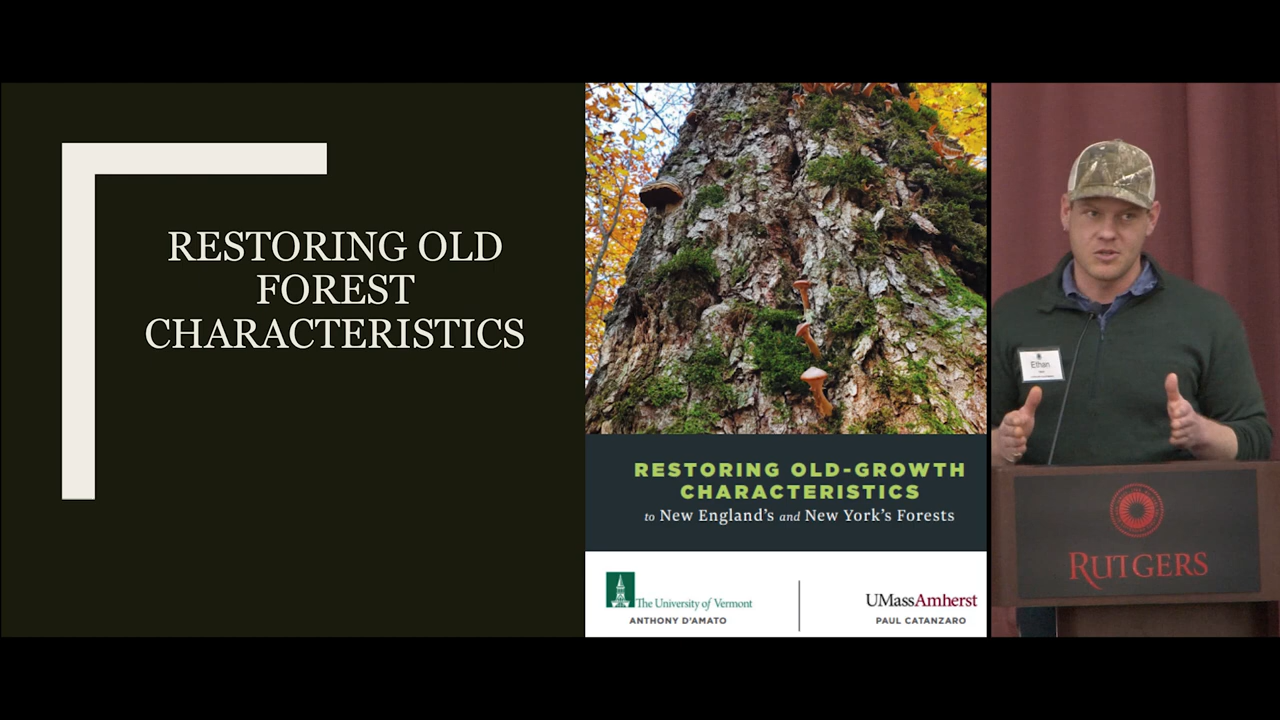 RESTORING OLD
FOREST
CHARACTERISTICS
RESTORING OLD-GROWTH
CHARACTERISTICS
to New England's and New York's Forests
The University of Vermont
ANTHONY D'AMATO
UMassAmherst
PAUL CATANZARO
Ethan
RUTGERS